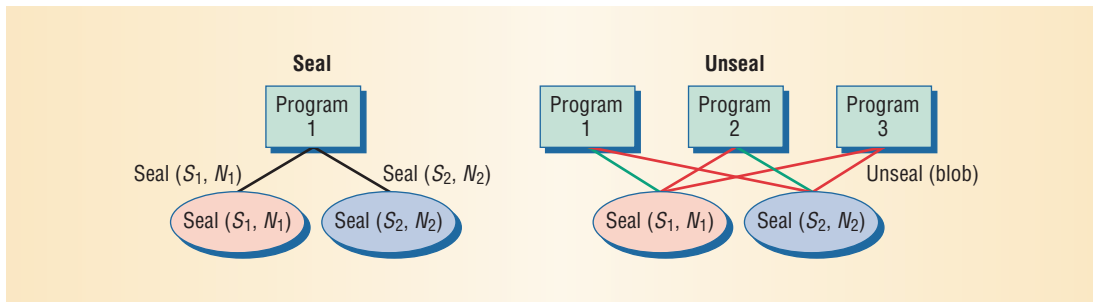 Seal
Program
1
Seal (S₁, N₁)
Seal (S₂, N₂)
Seal (S₁, N₁)
Seal (S₂, N₂)
Unseal
Program
1
Program
2
Program
3
Unseal (blob)
Seal (S₁, N₁)
Seal (S₂, N₂)